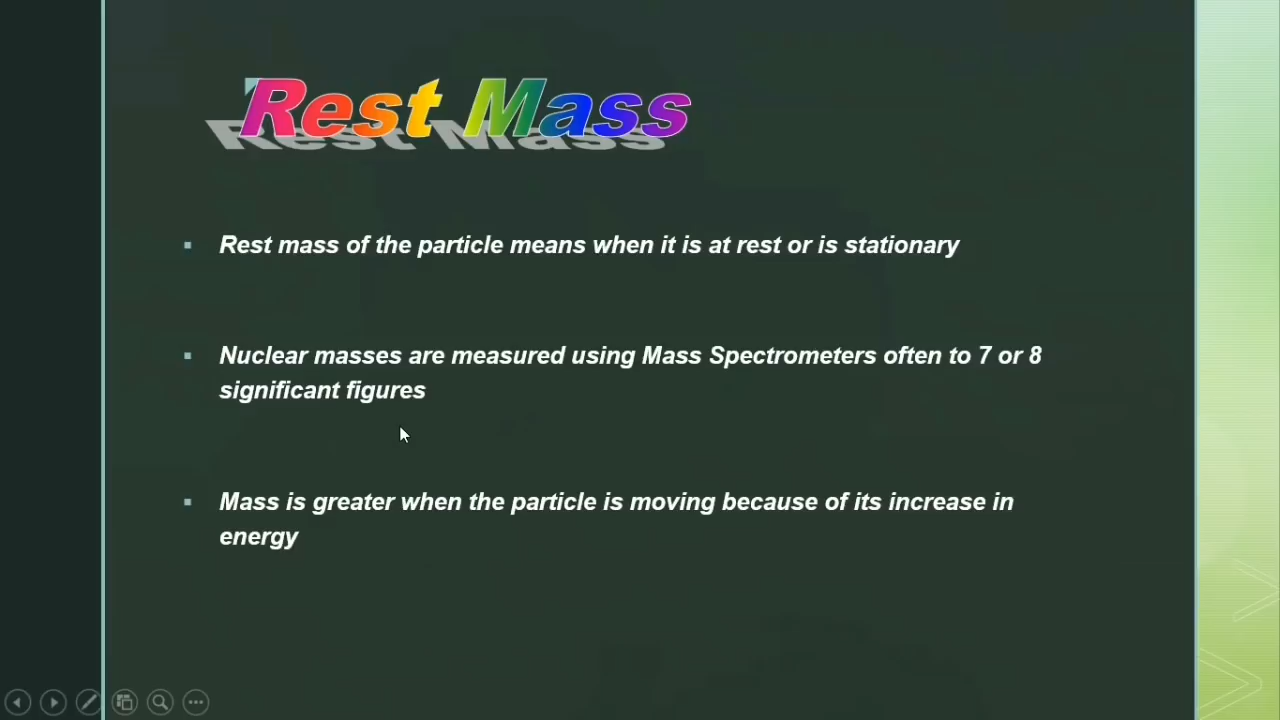 Rest Mass
▪ Rest mass of the particle means when it is at rest or is stationary
▪ Nuclear masses are measured using Mass Spectrometers often to 7 or 8
significant figures
▪ Mass is greater when the particle is moving because of its increase in
energy